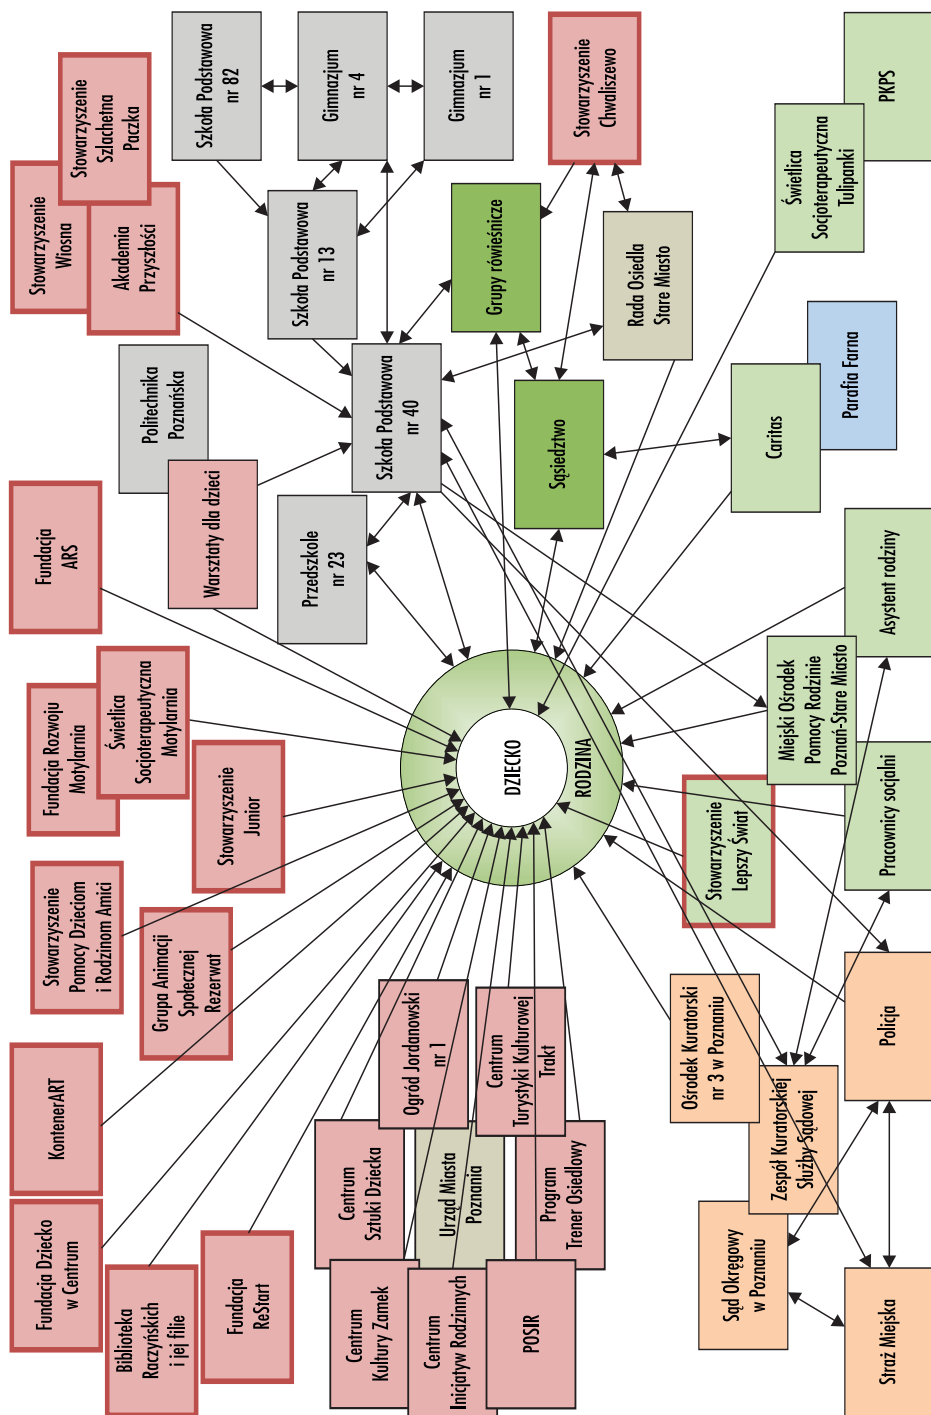 Fundacja Dziecko
w Centrum
Biblioteka
Raczyńskich
i jej filie
Fundacja
ReStart
KontenerART
Stowarzyszenie
Pomocy Dzieciom
i Rodzinom Amici
Grupa Animacji
Społecznej
Rezerwat
Fundacja Rozwoju
Motylarnia
Świetlica
Socjoterapeutyczna
Motylarnia
Stowarzyszenie
Junior
Fundacja
ARS
Politechnika
Poznańska
Warsztaty dla dzieci
Stowarzyszenie
Wiosna
Stowarzyszenie
Szlachetna
Paczka
Akademia
Przyszłości
Szkoła Podstawowa
nr 82
Gimnazjum
nr 4
Gimnazjum
nr 1
Szkoła Podstawowa
nr 13
Szkoła Podstawowa
nr 40
Przedszkole
nr 23
Centrum
Kultury Zamek
Centrum
Inicjatyw Rodzinnych
POSIR
Centrum
Sztuki Dziecka
Urząd Miasta
Poznania
Program
Trener Osiedlowy
Ogród Jordanowski
nr 1
Centrum
Turystyki Kulturowej
Trakt
DZIECKO
RODZINA
Grupy rówieśnicze
Sąsiedztwo
Stowarzyszenie
Chwaliszewo
Rada Osiedla
Stare Miasto
Świetlica
Socjoterapeutyczna
Tulipanki
PKPS
Caritas
Parafia Farna
Sąd Okręgowy
w Poznaniu
Straż Miejska
Ośrodek Kuratorski
nr 3 w Poznaniu
Zespół Kuratorskiej
Służby Sądowej
Policja
Stowarzyszenie
Lepszy Świat
Miejski Ośrodek
Pomocy Rodzinie
Poznań-Stare Miasto
Pracownicy socjalni
Asystent rodziny